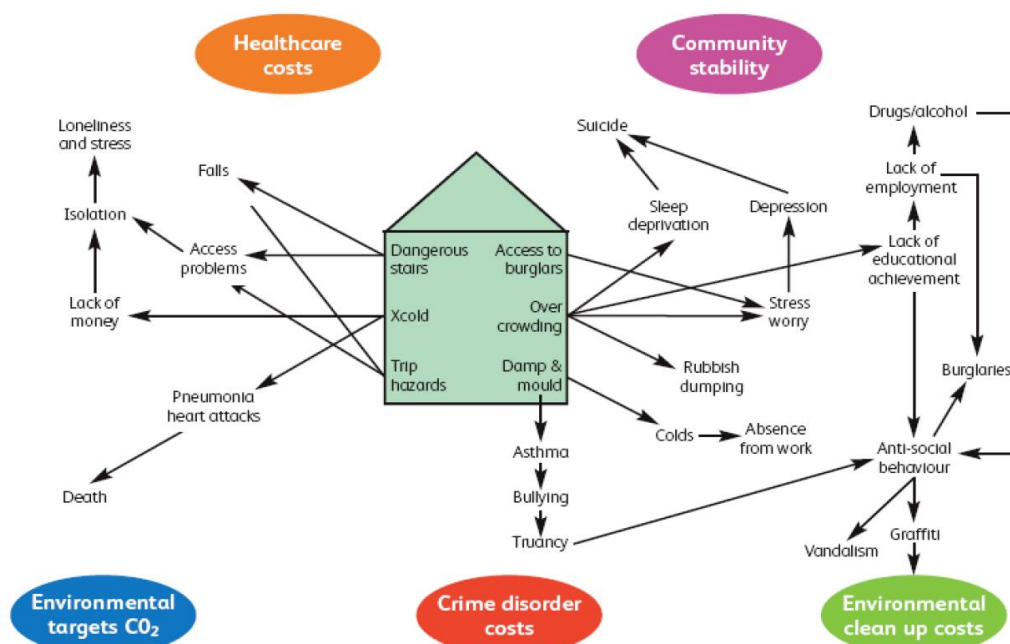 Healthcare
costs
Community
stability
Loneliness
and stress
Falls
Isolation
Access
problems
Lack of
money
Pneumonia
heart attacks
Death
Dangerous
stairs
Xcold
Trip
hazards
Access to
burglars
Over
crowding
Damp &
mould
Suicide
Sleep
deprivation
Depression
Stress
worry
Rubbish
dumping
Colds
Absence
from work
Asthma
Bullying
Truancy
Drugs/alcohol
Lack of
employment
Lack of
educational
achievement
Burglaries
Anti-social
behaviour
Vandalism
Graffiti
Environmental
targets C0₂
Crime disorder
costs
Environmental
clean up costs